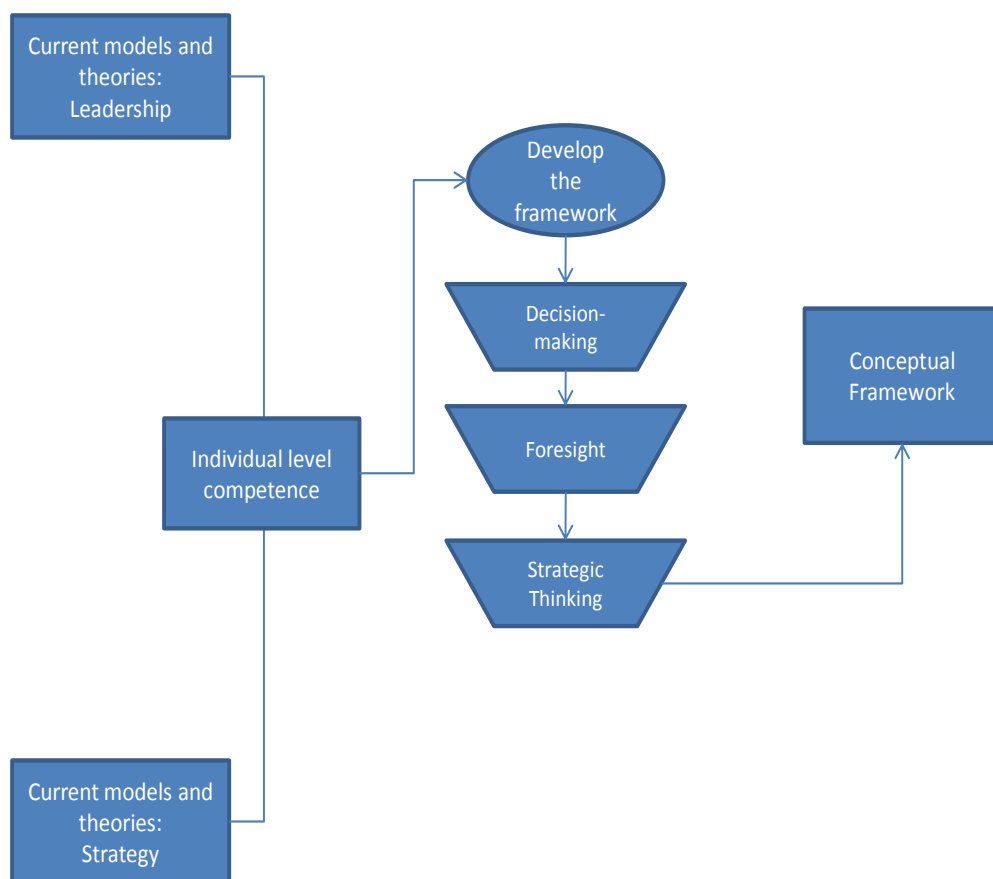 Current models and
theories:
Leadership
Develop
the
framework
Decision-
making
Conceptual
Framework
Individual level
competence
Foresight
Strategic
Thinking
Current models and
theories:
Strategy